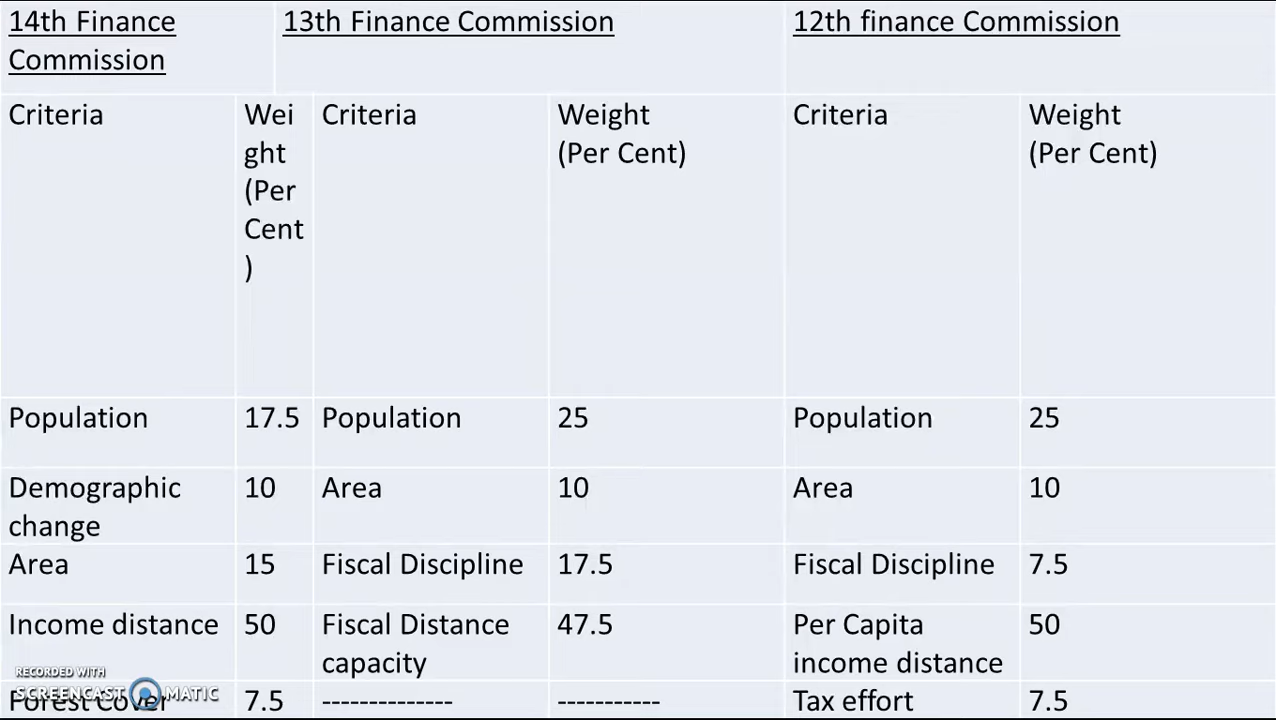 14th Finance Commission
13th Finance Commission
12th finance Commission
Criteria
Wei
ght
(Per
Cent
)
Criteria
Weight
(Per Cent)
Criteria
Weight
(Per Cent)
Population 17.5 Population 25 Population 25
Demographic
change
10 Area 10 Area 10
Area 15 Fiscal Discipline 17.5 Fiscal Discipline 7.5
Income distance 50
Fiscal Distance
capacity
47.5
Per Capita
income distance
50
Forest Cover 7.5 -------------- ----------- Tax effort 7.5
RECORDED WITH
SCREENCAST MATIC